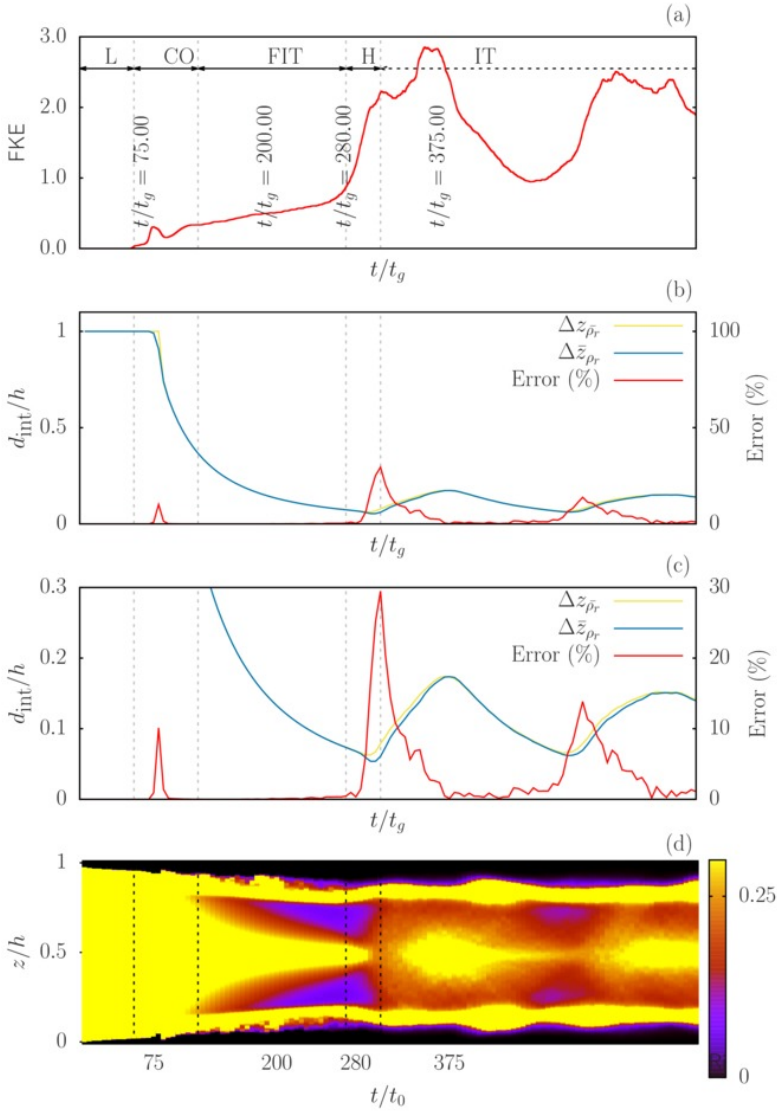 (a)
3.0
L CO FIT H IT
2.0
FKE
1.0
0.0
t/t_g = 75.00
t/t_g = 200.00
t/t_g = 280.00
t/t_g = 375.00
t/t_g
(b)
1 100
Δz_ρ̄r
Δz̄_ρr
Error (%)
d_int/h
0.5 50
Error (%)
0 0
t/t_g
(c)
0.3 30
Δz_ρ̄r
Δz̄_ρr
Error (%)
0.2 20
d_int/h
Error (%)
0.1 10
0 0
t/t_g
(d)
1
0.25
z/h
0.5
0 0
75 200 280 375
t/t_0